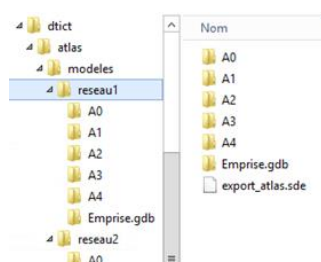 dtict
atlas
modeles
reseau1
A0
A1
A2
A3
A4
Emprise.gdb
reseau2
A0
Nom
A0
A1
A2
A3
A4
Emprise.gdb
export_atlas.sde